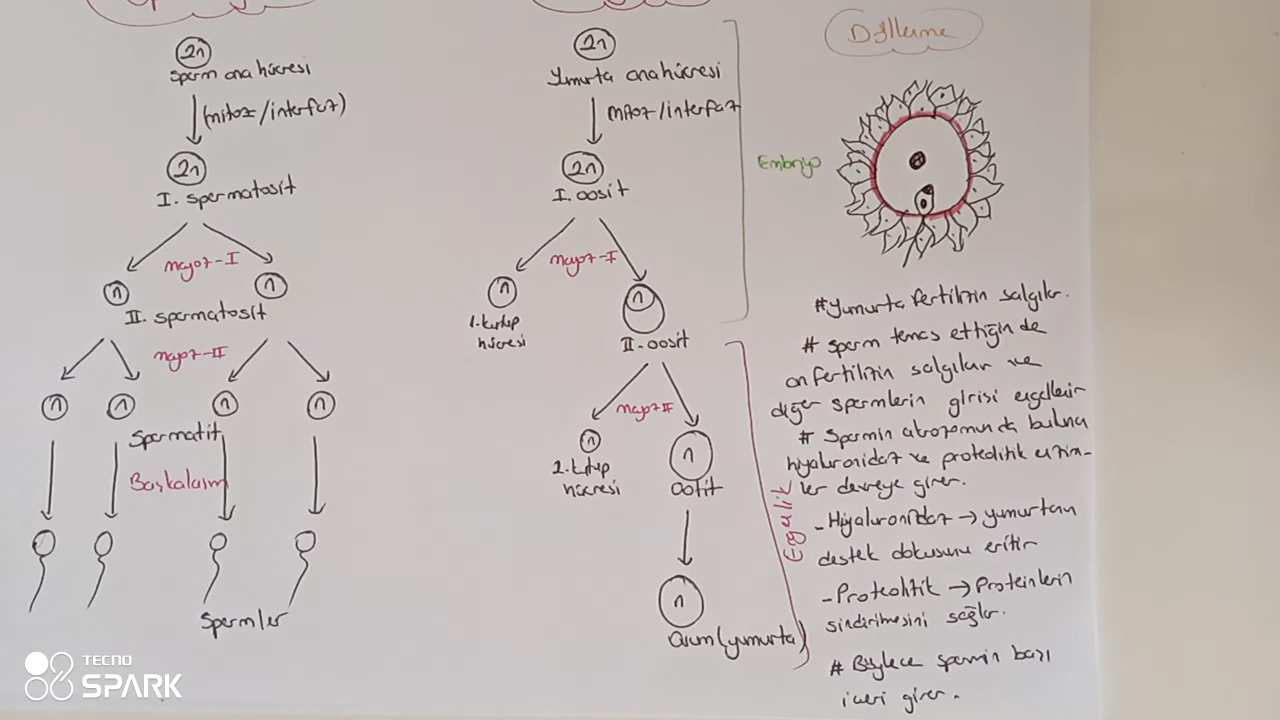 2n
Sperm ana hücresi
(mitoz/interfaz)
2n
I. spermatosit
mayoz-I
n
n
II. spermatosit
mayoz-II
n
n
n
n
Spermatit
Başkalaım
Spermler
2n
Yumurta ana hücresi
mitoz/interfaz
2n
I. oosit
mayoz-I
n
n
1. kutup
hücresi
II-oosit
mayoz II
n
n
2. kutup
hücresi
Ootit
n
Ovum (yumurta)
Embriyo
Ergenlik
Döllenme
#Yumurta fertilizin salgılar.
# Sperm temas ettiğinde
anfertilizin salgılar ve
diğer spermlerin girişi engellenir
# Spermin akrozomunda bulunan
hiyaluronidaz ve proteolitik enzim-
ler devreye girer.
- Hiyaluronidaz → yumurtanın
destek dokusunu eritir
- Proteolitik → Proteinlerin
sindirilmesini sağlar.
# Böylece spermin başı
içeri girer.
TECNO
SPARK